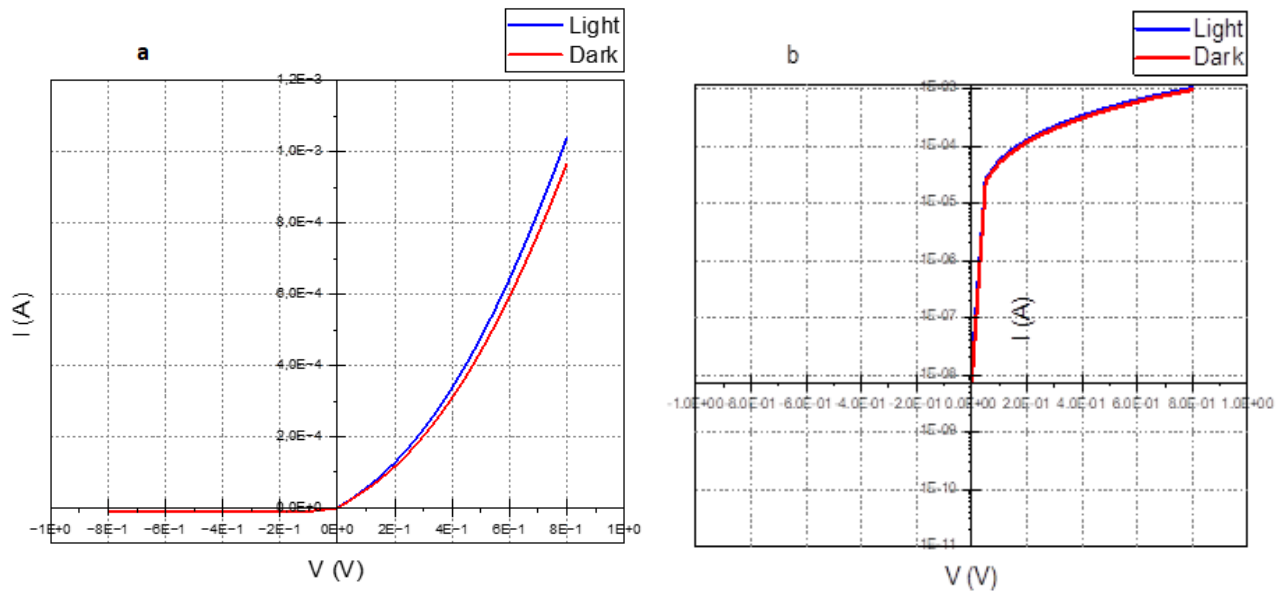 a
Light
Dark
1,2E−3
1,0E−3
8,0E−4
6,0E−4
4,0E−4
2,0E−4
0,0E+0
−1E+0
−8E−1
−6E−1
−4E−1
−2E−1
0E+0
2E−1
4E−1
6E−1
8E−1
1E+0
I (A)
V (V)
b
Light
Dark
1E-03
1E-04
1E-05
1E-06
1E-07
1E-08
-1.0E+00
-8.0E-01
-6.0E-01
-4.0E-01
-2.0E-01
0.0E+00
2.0E-01
4.0E-01
6.0E-01
8.0E-01
1.0E+00
1E-09
1E-10
1E-11
I (A)
V (V)